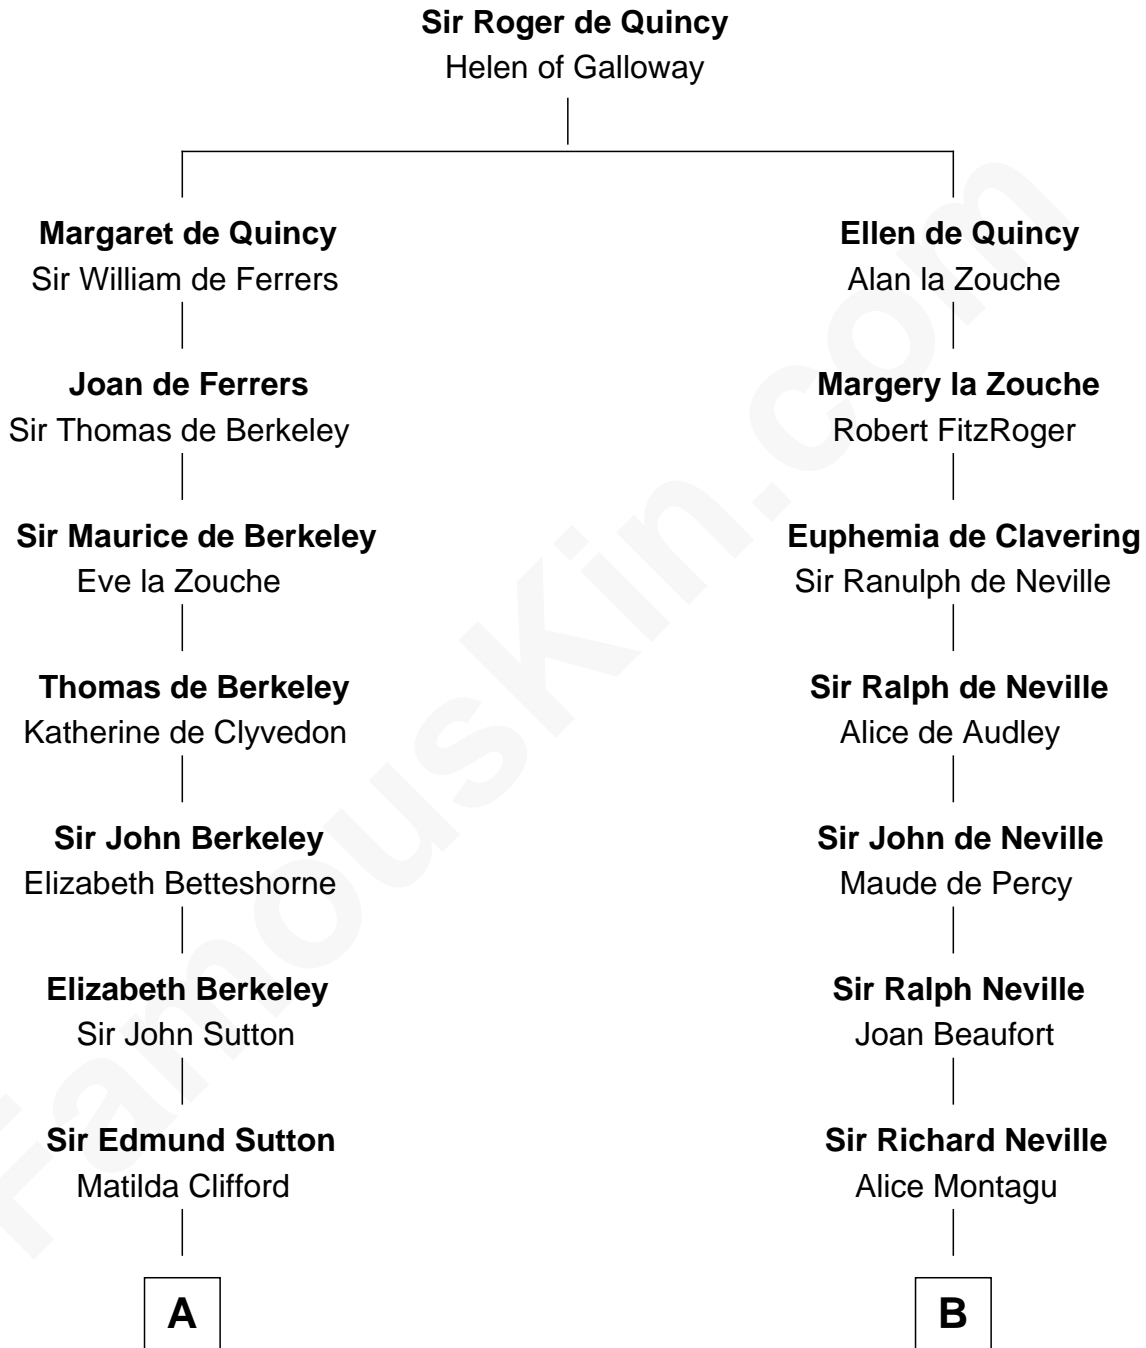 Sir Roger de Quincy
Helen of Galloway
Margaret de Quincy
Sir William de Ferrers
Ellen de Quincy
Alan la Zouche
Joan de Ferrers
Sir Thomas de Berkeley
Margery la Zouche
Robert FitzRoger
Sir Maurice de Berkeley
Eve la Zouche
Euphemia de Clavering
Sir Ranulph de Neville
Thomas de Berkeley
Katherine de Clyvedon
Sir Ralph de Neville
Alice de Audley
Sir John Berkeley
Elizabeth Betteshorne
Sir John de Neville
Maude de Percy
Elizabeth Berkeley
Sir John Sutton
Sir Ralph Neville
Joan Beaufort
Sir Edmund Sutton
Matilda Clifford
Sir Richard Neville
Alice Montagu
A
B
FamousKin.com